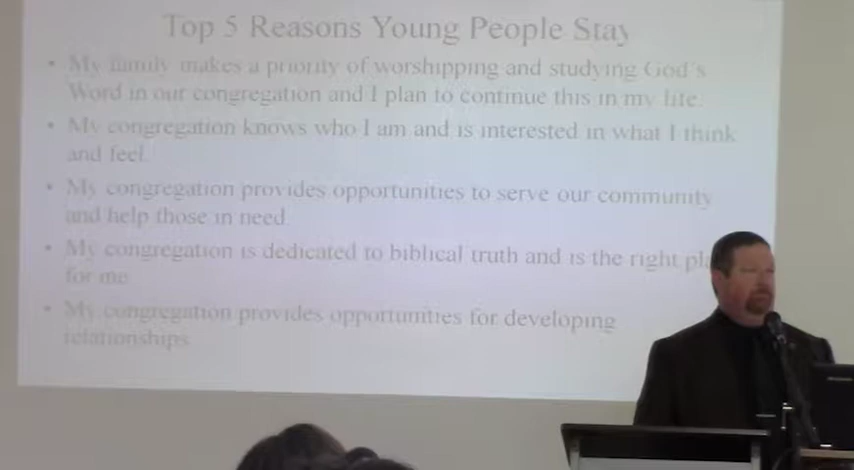 Top 5 Reasons Young People Stay
• My family makes a priority of worshipping and studying God's
Word in our congregation and I plan to continue this in my life.
• My congregation knows who I am and is interested in what I think
and feel.
• My congregation provides opportunities to serve our community
and help those in need.
• My congregation is dedicated to biblical truth and is the right pla
for me.
• My congregation provides opportunities for developing
relationships.